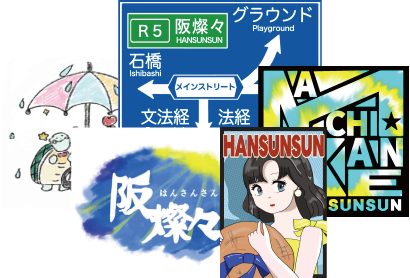 R5 阪燦々
HANSUNSUN
グラウンド
Playground
石橋
Ishibashi
メインストリート
文法経
法経
はんさんさん
阪
燦々
HANSUNSUN
MACHIKANE
SUNSUN